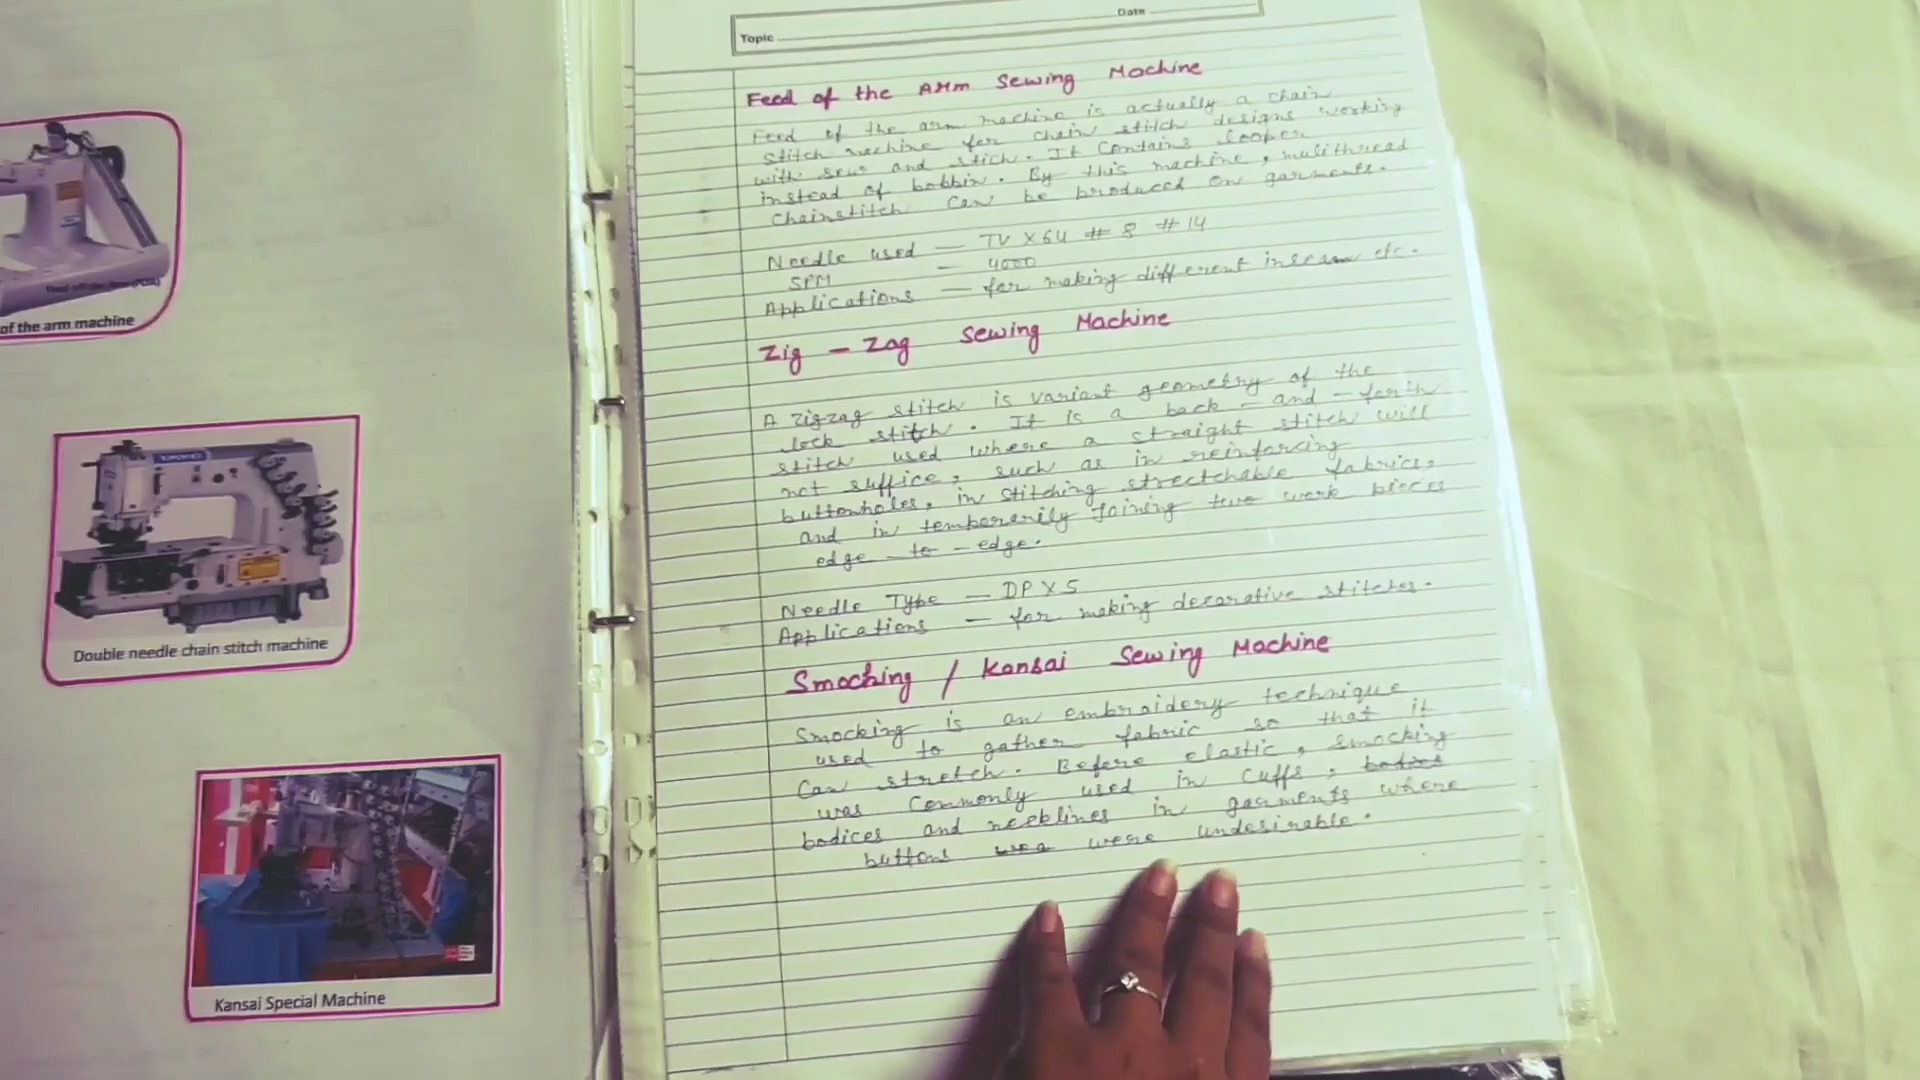 of the arm machine
Double needle chain stitch machine
Kansai Special Machine
Date
Topic
Feed of the Arm Sewing Machine
Feed of the arm machine is actually a chain
stitch machine for chain stitch designs working
with sew and stich. It contains looper
instead of bobbin. By this machine, multithread
chainstitch can be produced on garments.
Needle used — TV X 64 # 8 # 14
SPM — 4000
Applications — for making different inseam etc.
Zig - Zag Sewing Machine
A zigzag stitch is variant geometry of the
lock stitch. It is a back - and - forth
stitch used where a straight stitch will
not suffice, such as in reinforcing
buttonholes, in stitching stretchable fabrics,
and in temporarily joining two work pieces
edge - to - edge.
Needle Type — DP X 5
Applications — for making decorative stitches.
Smocking / Kansai Sewing Machine
Smocking is an embroidery technique
used to gather fabric so that it
can stretch. Before elastic, smocking
was commonly used in cuffs, bodices
bodices and necklines in garments where
buttons were undesirable.